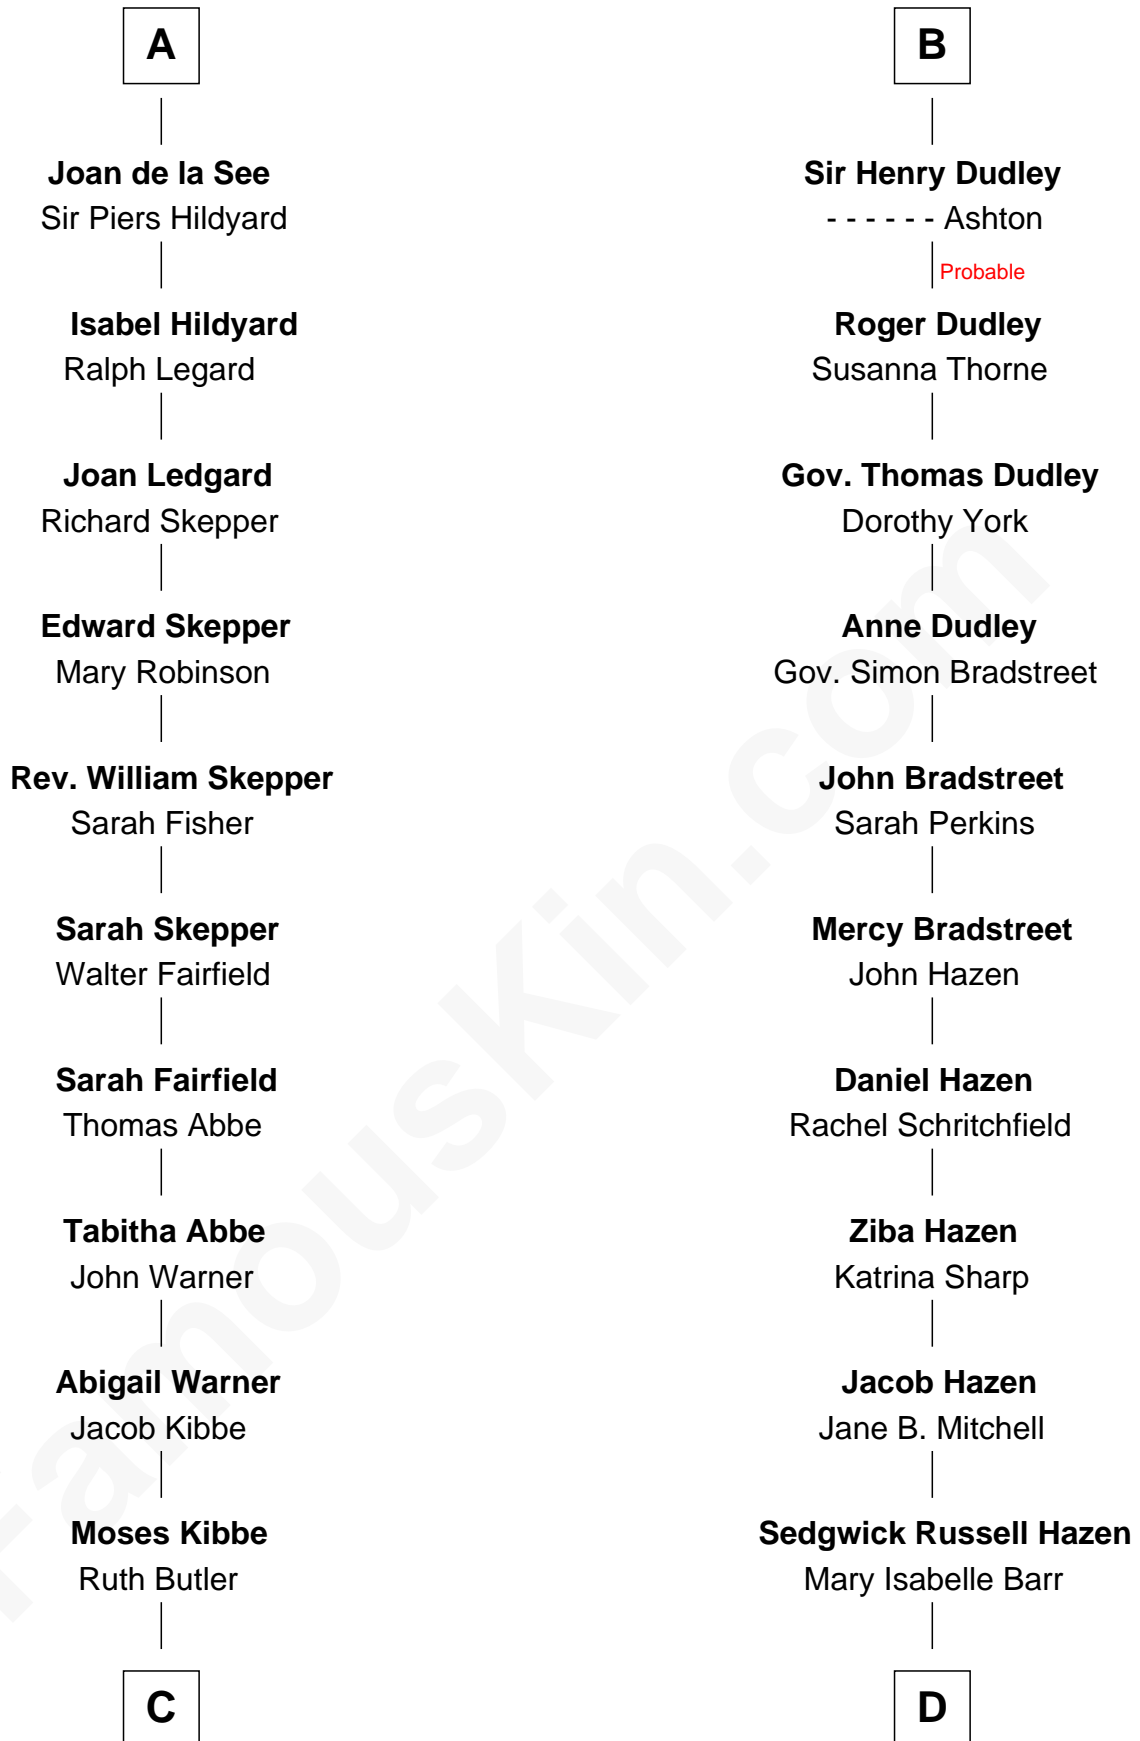 A
Joan de la See
Sir Piers Hildyard
Isabel Hildyard
Ralph Legard
Joan Ledgard
Richard Skepper
Edward Skepper
Mary Robinson
Rev. William Skepper
Sarah Fisher
Sarah Skepper
Walter Fairfield
Sarah Fairfield
Thomas Abbe
Tabitha Abbe
John Warner
Abigail Warner
Jacob Kibbe
Moses Kibbe
Ruth Butler
C
B
Sir Henry Dudley
- - - - - - Ashton
Probable
Roger Dudley
Susanna Thorne
Gov. Thomas Dudley
Dorothy York
Anne Dudley
Gov. Simon Bradstreet
John Bradstreet
Sarah Perkins
Mercy Bradstreet
John Hazen
Daniel Hazen
Rachel Schritchfield
Ziba Hazen
Katrina Sharp
Jacob Hazen
Jane B. Mitchell
Sedgwick Russell Hazen
Mary Isabelle Barr
D
FamousKin.com